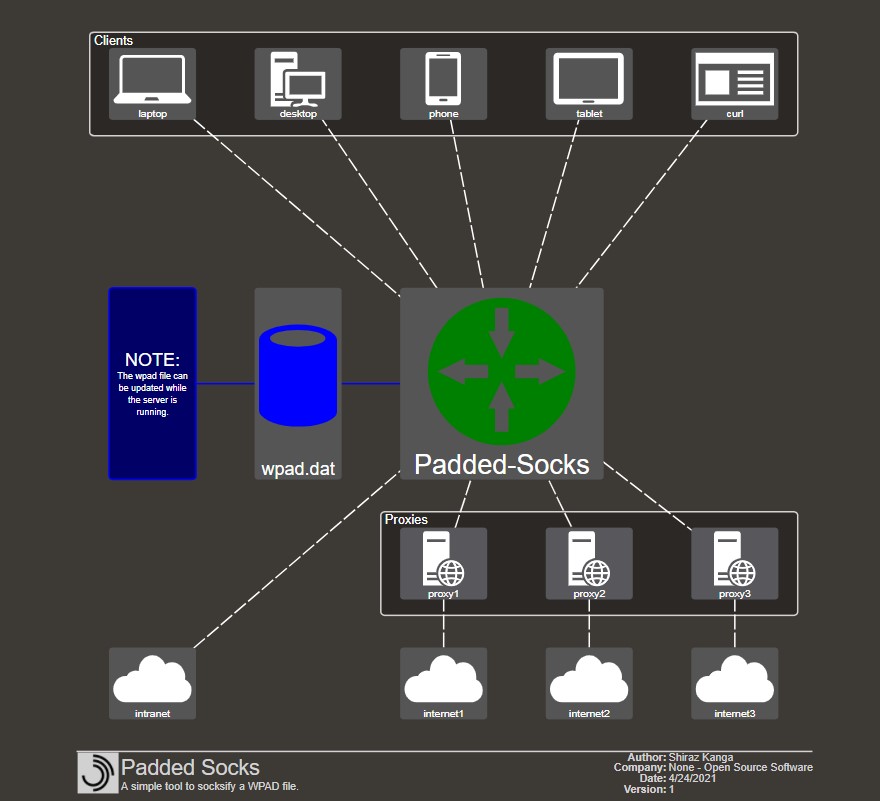 Clients
laptop
desktop
phone
tablet
curl
NOTE:
The wpad file can
be updated while
the server is
running.
wpad.dat
Padded-Socks
Proxies
proxy1
proxy2
proxy3
intranet
internet1
internet2
internet3
Padded Socks
A simple tool to socksify a WPAD file.
Author: Shiraz Kanga
Company: None - Open Source Software
Date: 4/24/2021
Version: 1